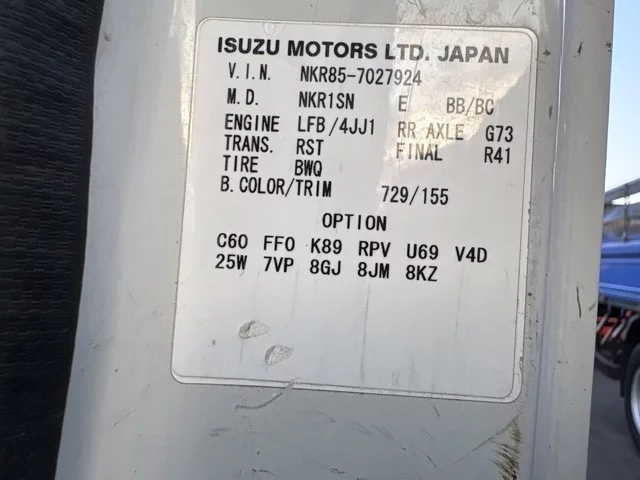 ISUZU MOTORS LTD. JAPAN
V.I.N. NKR85-7027924
M.D. NKR1SN E BB/BC
ENGINE LFB/4JJ1 RR AXLE G73
TRANS. RST FINAL R41
TIRE BWQ
B.COLOR/TRIM 729/155
OPTION
C60 FF0 K89 RPV U69 V4D
25W 7VP 8GJ 8JM 8KZ